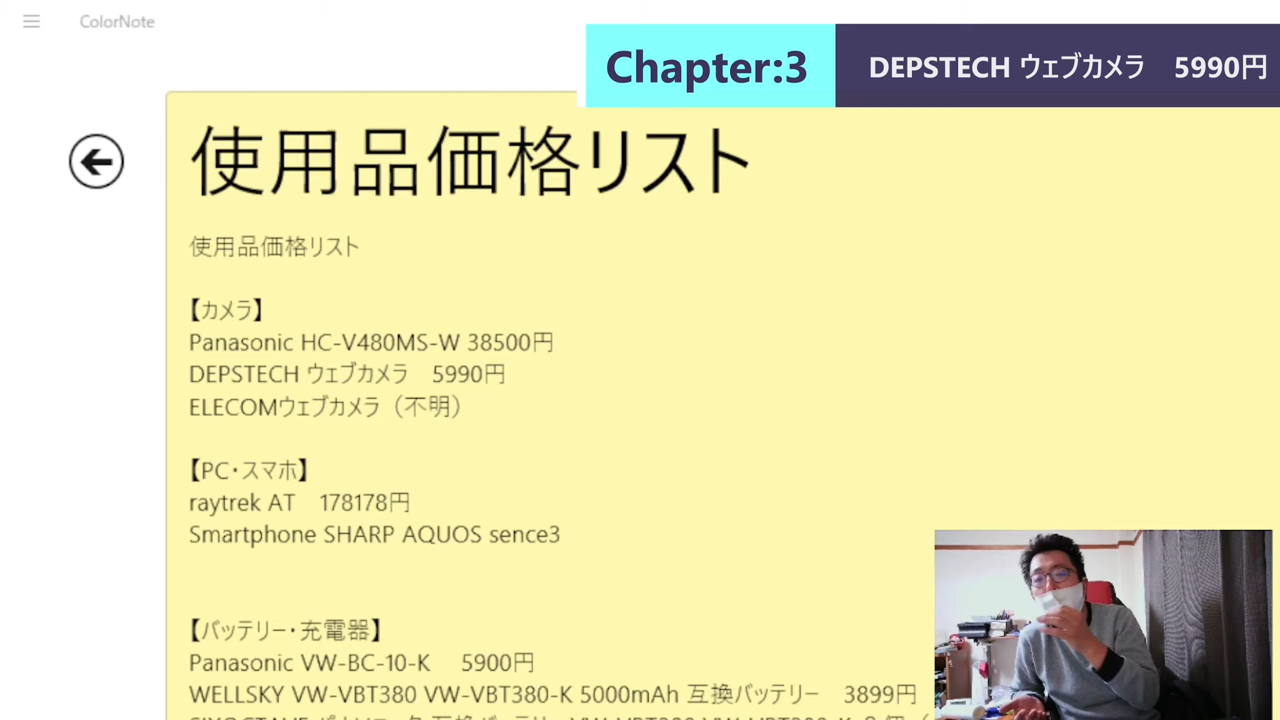 ColorNote
Chapter:3
DEPSTECH ウェブカメラ　5990円
使用品価格リスト
使用品価格リスト
【カメラ】
Panasonic HC-V480MS-W 38500円
DEPSTECH ウェブカメラ　5990円
ELECOMウェブカメラ（不明）
【PC・スマホ】
raytrek AT　178178円
Smartphone SHARP AQUOS sence3
【バッテリー・充電器】
Panasonic VW-BC-10-K　5900円
WELLSKY VW-VBT380 VW-VBT380-K 5000mAh 互換バッテリー　3899円